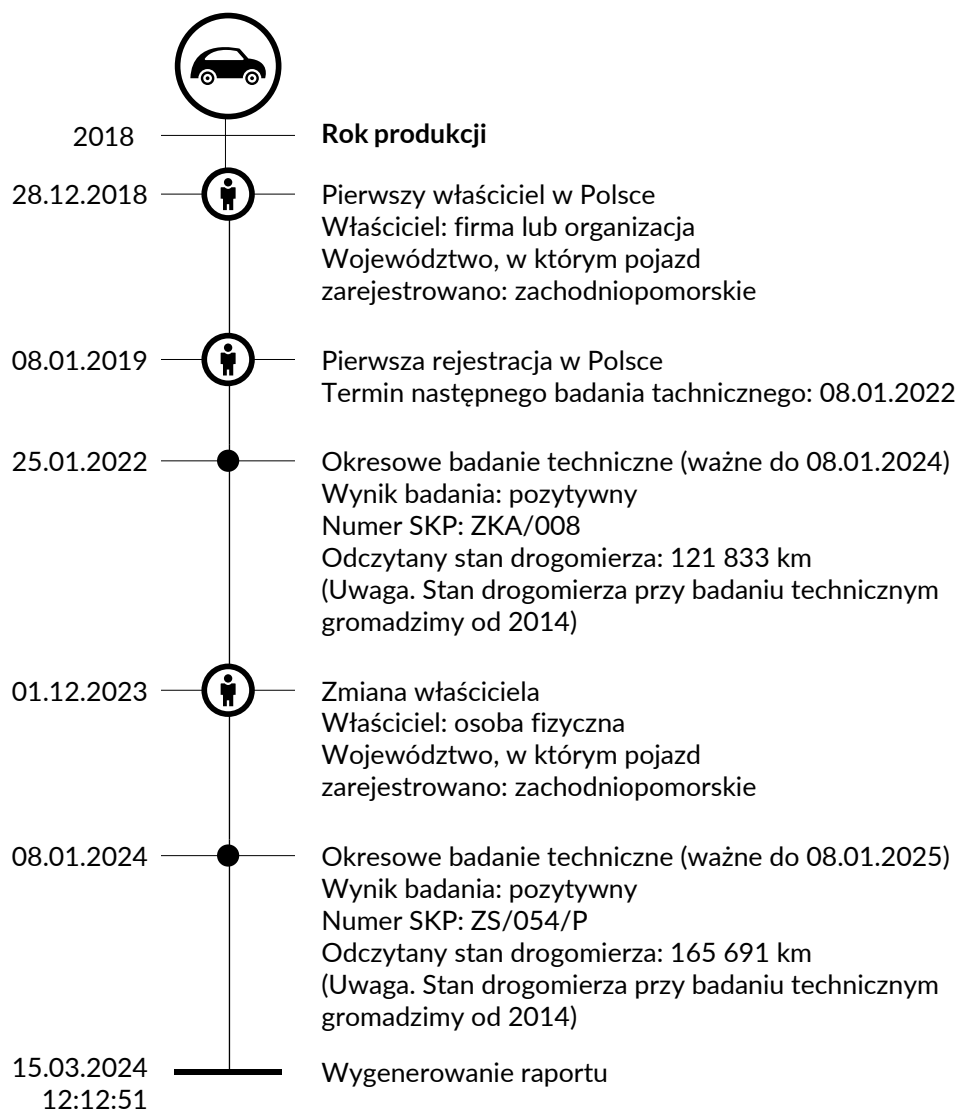 2018 Rok produkcji
28.12.2018 Pierwszy właściciel w Polsce
Właściciel: firma lub organizacja
Województwo, w którym pojazd
zarejestrowano: zachodniopomorskie
08.01.2019 Pierwsza rejestracja w Polsce
Termin następnego badania tachnicznego: 08.01.2022
25.01.2022 Okresowe badanie techniczne (ważne do 08.01.2024)
Wynik badania: pozytywny
Numer SKP: ZKA/008
Odczytany stan drogomierza: 121 833 km
(Uwaga. Stan drogomierza przy badaniu technicznym
gromadzimy od 2014)
01.12.2023 Zmiana właściciela
Właściciel: osoba fizyczna
Województwo, w którym pojazd
zarejestrowano: zachodniopomorskie
08.01.2024 Okresowe badanie techniczne (ważne do 08.01.2025)
Wynik badania: pozytywny
Numer SKP: ZS/054/P
Odczytany stan drogomierza: 165 691 km
(Uwaga. Stan drogomierza przy badaniu technicznym
gromadzimy od 2014)
15.03.2024 Wygenerowanie raportu
12:12:51